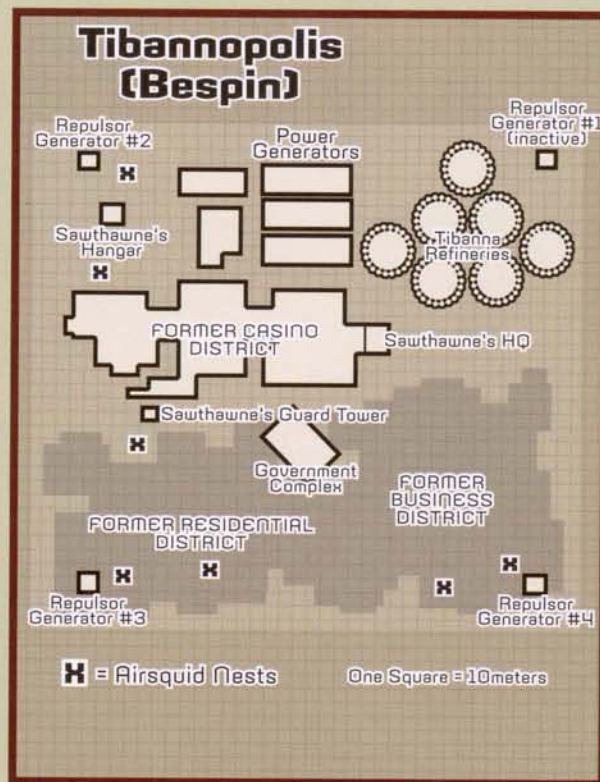 Tibannopolis
(Bespin)
Repulsor
Generator #2
Power
Generators
Repulsor
Generator #1
(inactive)
Sawthawne's
Hangar
Tibanna
Refineries
FORMER CASINO
DISTRICT
Sawthawne's HQ
Sawthawne's Guard Tower
Government
Complex
FORMER
BUSINESS
DISTRICT
FORMER RESIDENTIAL
DISTRICT
Repulsor
Generator #3
Repulsor
Generator #4
X = Airsquid Nests
One Square = 10meters